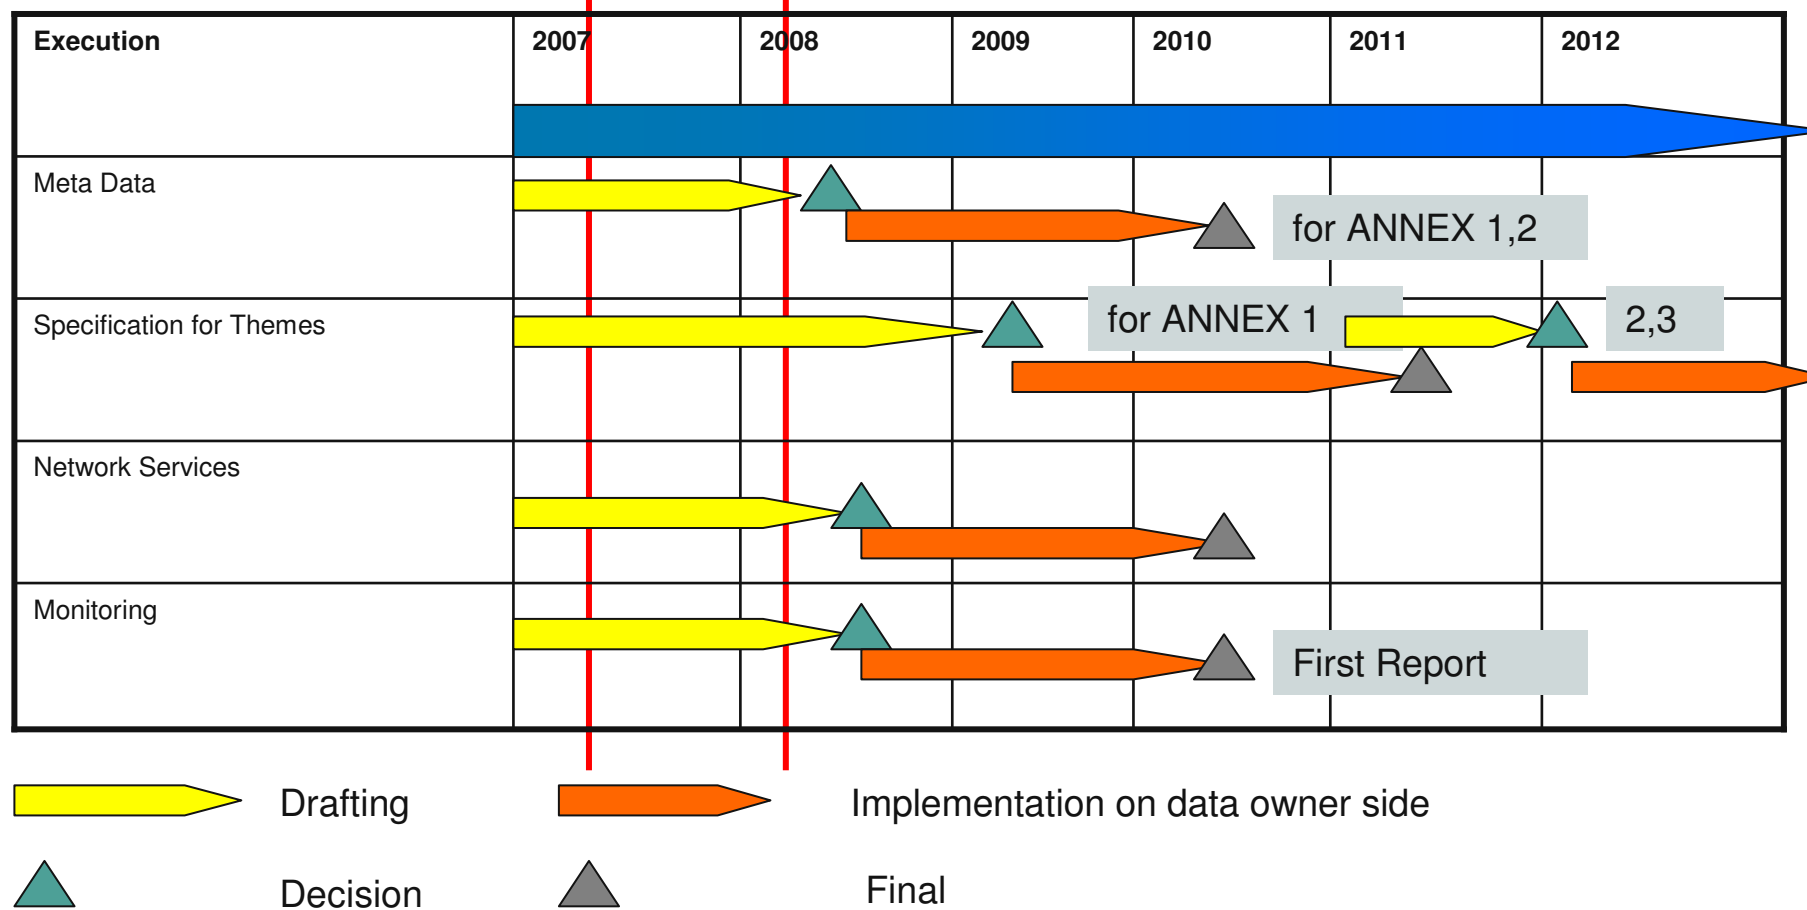 Execution 2007 2008 2009 2010 2011 2012
Meta Data
for ANNEX 1,2
Specification for Themes
for ANNEX 1
2,3
Network Services
Monitoring
First Report
Drafting
Implementation on data owner side
Decision
Final